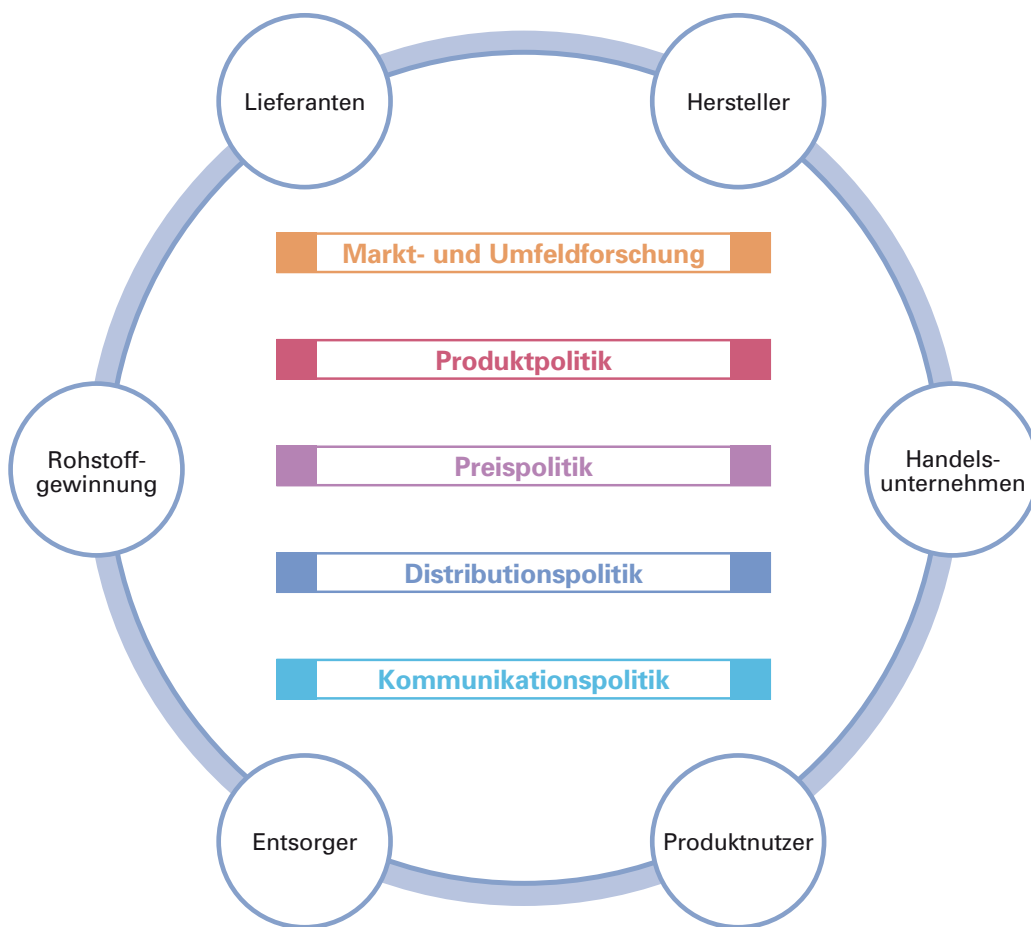 Lieferanten
Hersteller
Markt- und Umfeldforschung
Produktpolitik
Rohstoff-
gewinnung
Preispolitik
Handels-
unternehmen
Distributionspolitik
Kommunikationspolitik
Entsorger
Produktnutzer